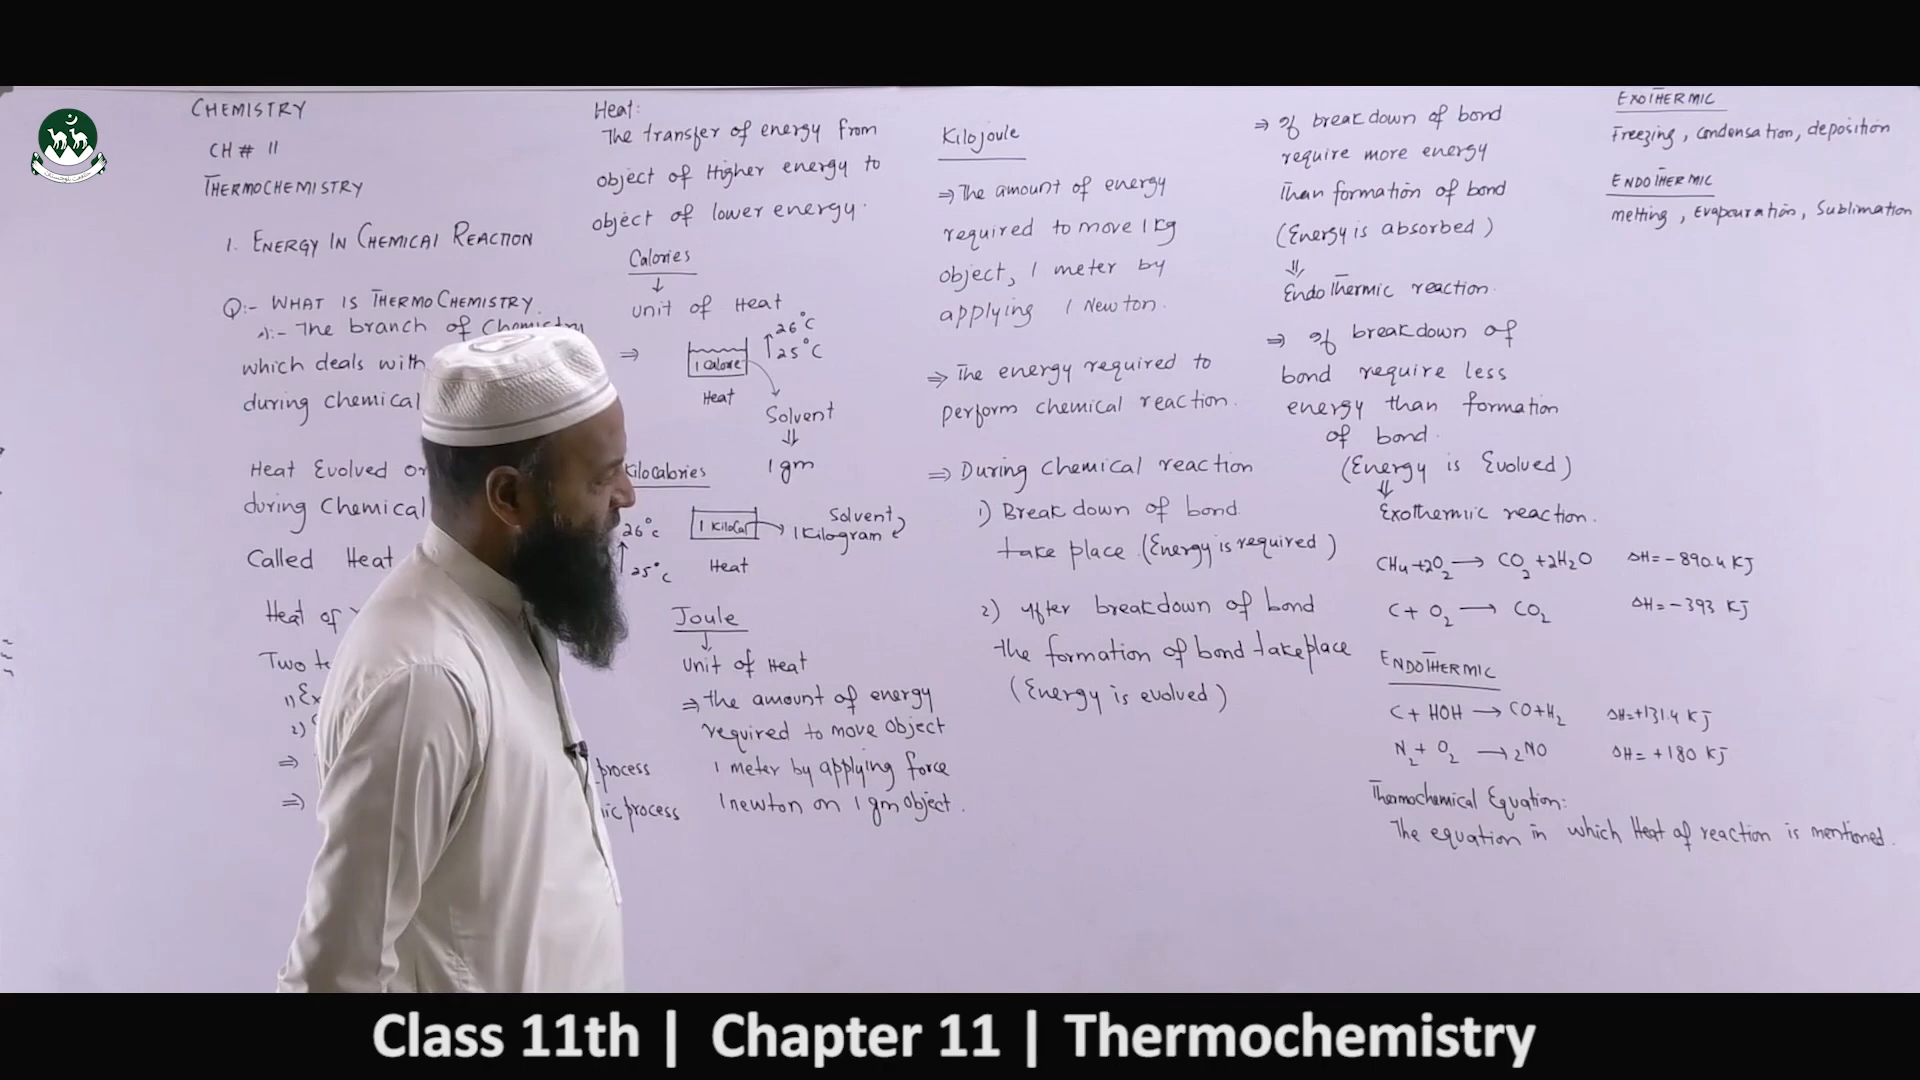 CHEMISTRY
CH # 11
THERMOCHEMISTRY
1. ENERGY IN CHEMICAL REACTION
Q:- WHAT IS THERMOCHEMISTRY.
:- The branch of Chemistry
which deals with
during chemical
Heat Evolved or
during Chemical
Called Heat
Heat of
Two
1)
2)
⇒ process
⇒ process
Heat:
The transfer of energy from
object of Higher energy to
object of lower energy.
Calories
↓
unit of Heat
⇒ 1 Calorie
26°C
25°C
Heat
Solvent
⇓
1 gm
KiloCalories
26°C
25°C
1 KiloCal
Heat
Solvent
1 Kilogram
Joule
↓
Unit of Heat
⇒ The amount of energy
required to move object
1 meter by applying force
1 newton on 1 gm object.
Kilojoule
⇒ The amount of energy
required to move 1 Kg
object, 1 meter by
applying 1 Newton.
⇒ The energy required to
perform chemical reaction.
⇒ During chemical reaction
1) Break down of bond
take place (Energy is required)
2) after breakdown of bond
the formation of bond takeplace
(Energy is evolved)
⇒ If breakdown of bond
require more energy
Than formation of bond
(Energy is absorbed)
⇓
EndoThermic reaction.
⇒ If breakdown of
bond require less
energy than formation
of bond.
(Energy is Evolved)
⇓
Exothermic reaction.
CH4+2O2 → CO2+2H2O ΔH=-890.4 KJ
C+O2 → CO2 ΔH=-393 KJ
ENDOTHERMIC
C+HOH → CO+H2 ΔH=+131.4 KJ
N2+O2 → 2NO ΔH=+180 KJ
Thermochemical Equation:
The equation in which Heat of reaction is mentioned.
EXOTHERMIC
Freezing, condensation, deposition
ENDOTHERMIC
melting, Evapouration, Sublimation
Class 11th | Chapter 11 | Thermochemistry